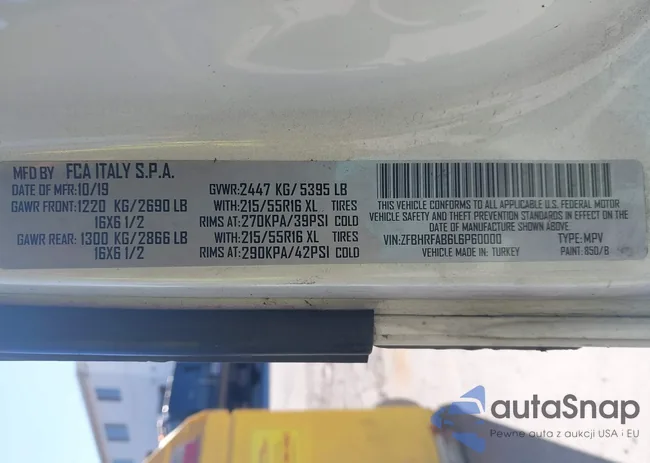 MFD BY FCA ITALY S.P.A.
DATE OF MFR: 10/19 GVWR: 2447 KG/ 5395 LB
GAWR FRONT: 1220 KG/2690 LB WITH: 215/55R16 XL TIRES
16X6 1/2 RIMS AT: 270KPA/39PSI COLD
GAWR REAR: 1300 KG/2866 LB WITH: 215/55R16 XL TIRES
16X6 1/2 RIMS AT: 290KPA/42PSI COLD
THIS VEHICLE CONFORMS TO ALL APPLICABLE U.S. FEDERAL MOTOR
VEHICLE SAFETY AND THEFT PREVENTION STANDARDS IN EFFECT ON THE
DATE OF MANUFACTURE SHOWN ABOVE.
VIN: ZFBHRFAB6L6P60000 TYPE: MPV
VEHICLE MADE IN: TURKEY PAINT: 850/B
autoSnap
Pewne auta z aukcji USA i EU